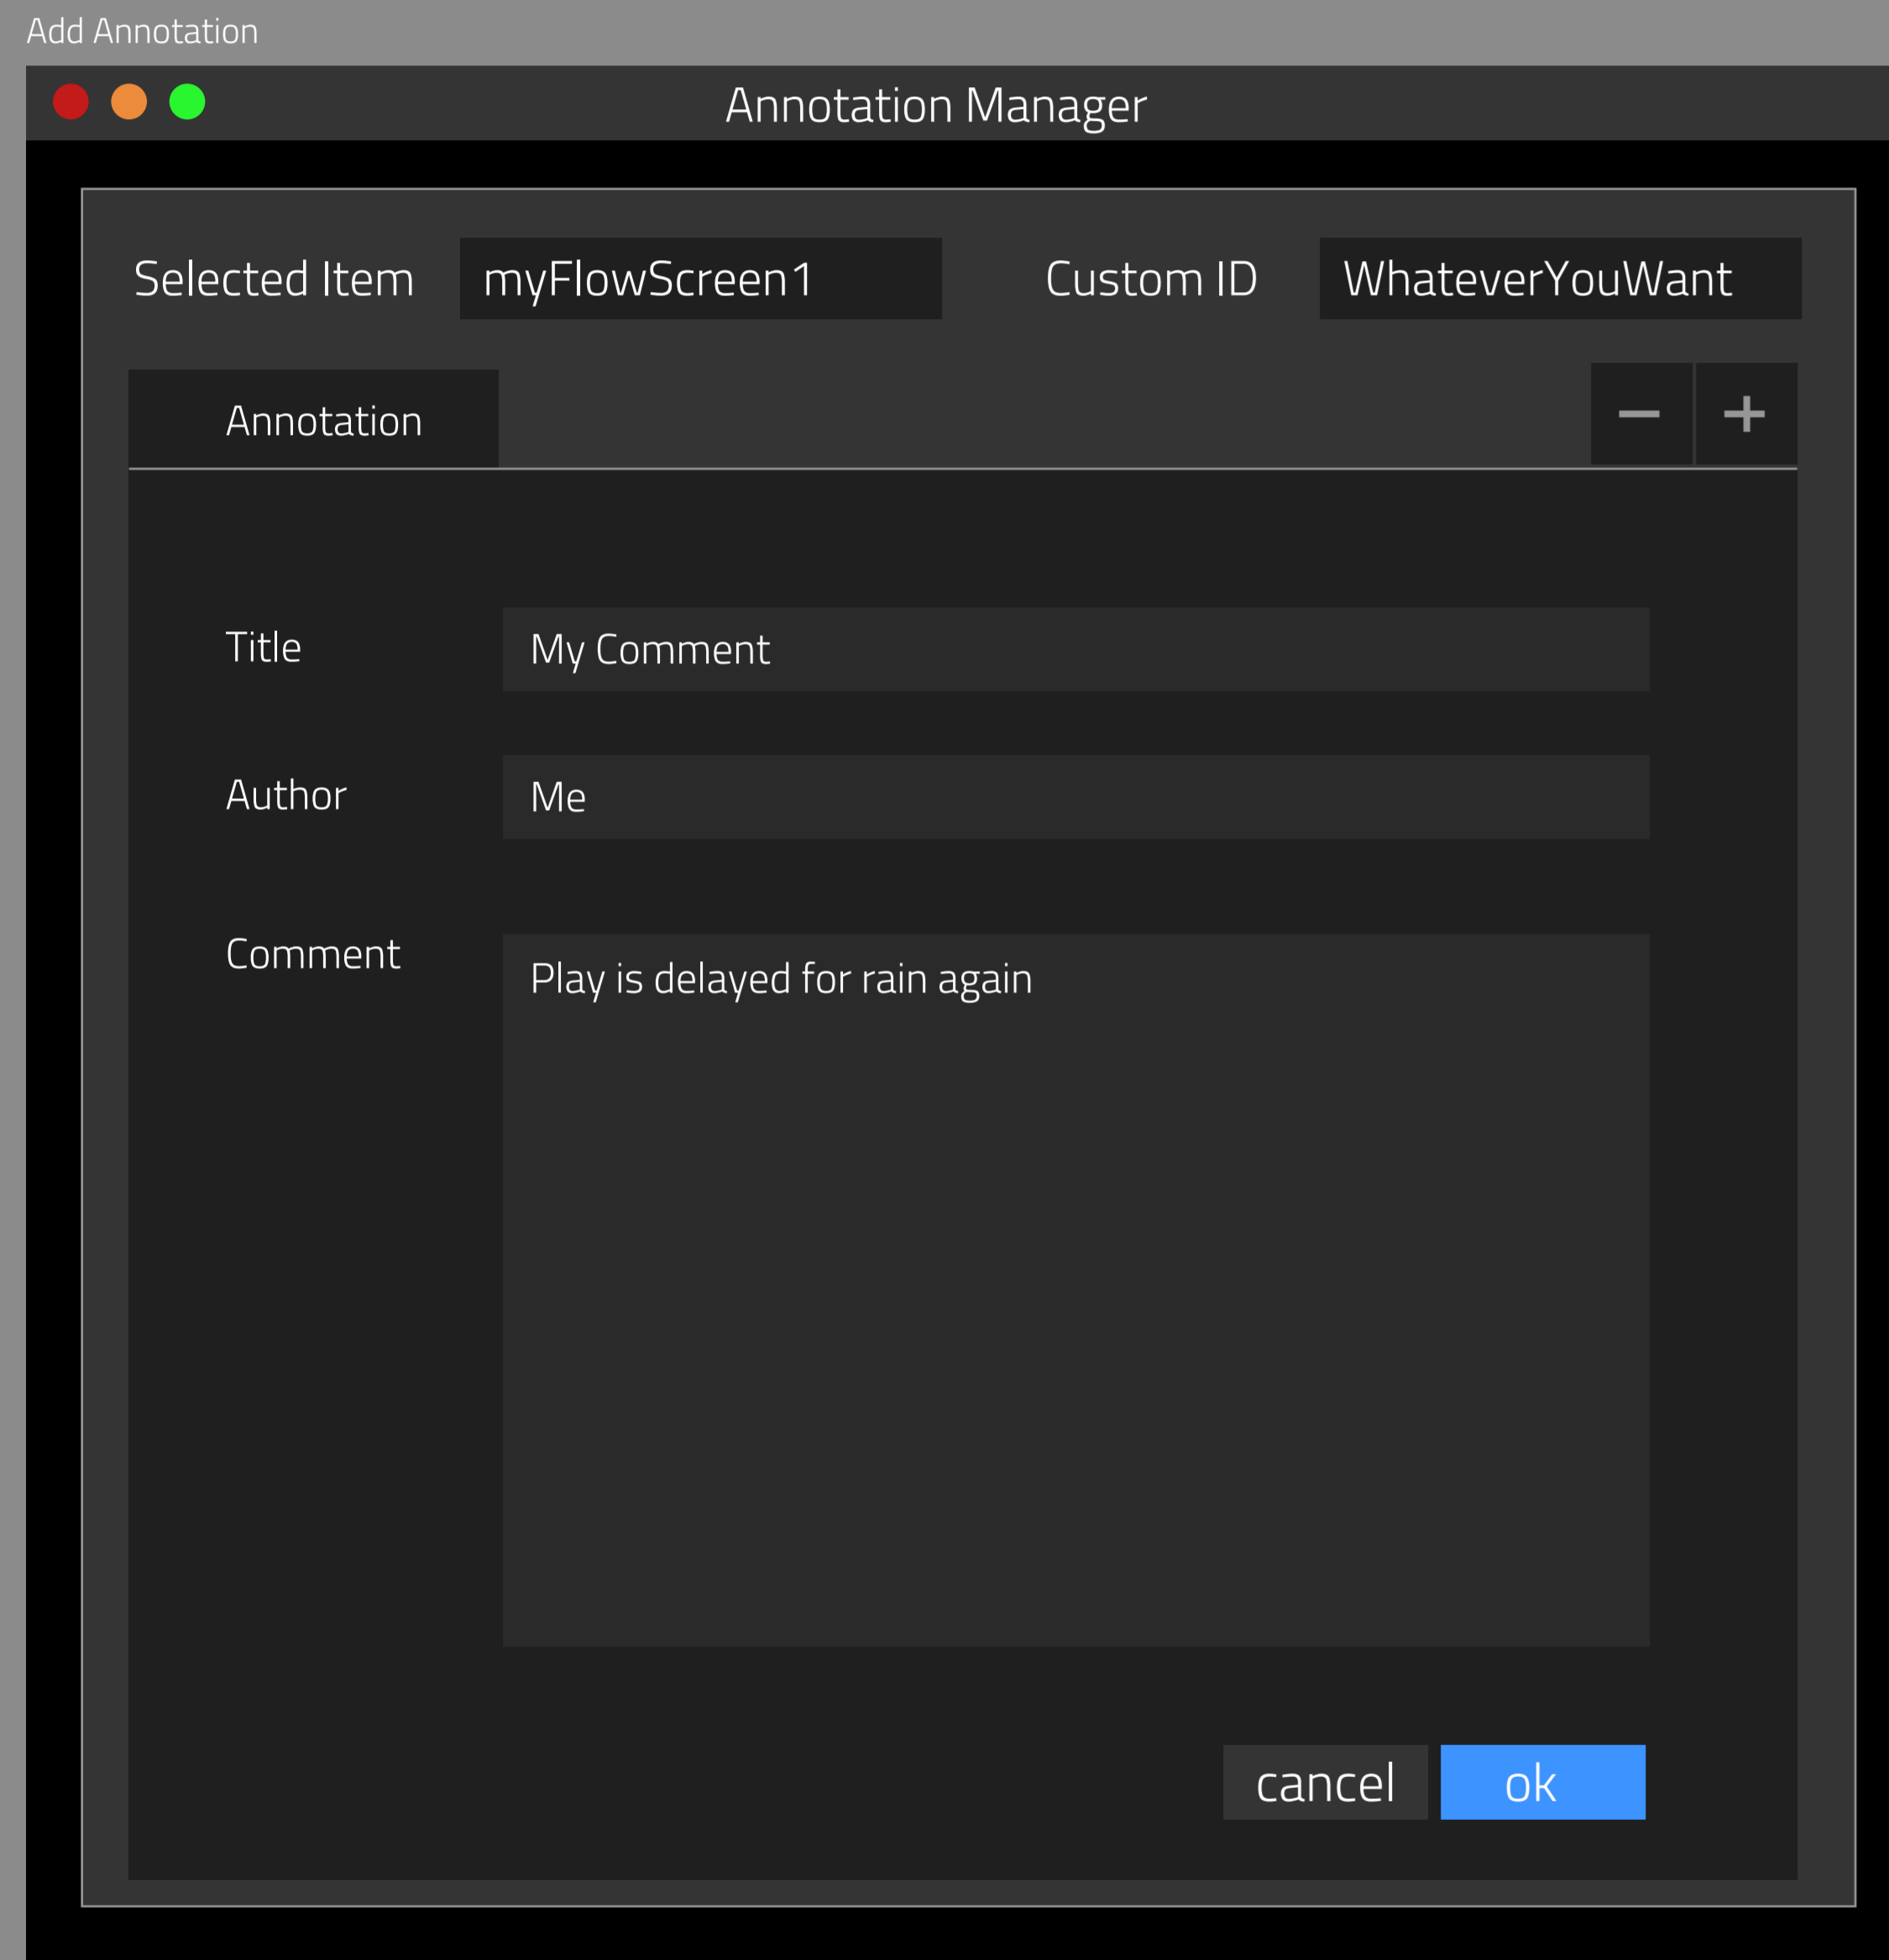 Add Annotation
Annotation Manager
Selected Item myFlowScreen1 Custom ID WhateverYouWant
Annotation − +
Title My Comment
Author Me
Comment Play is delayed for rain again
cancel ok